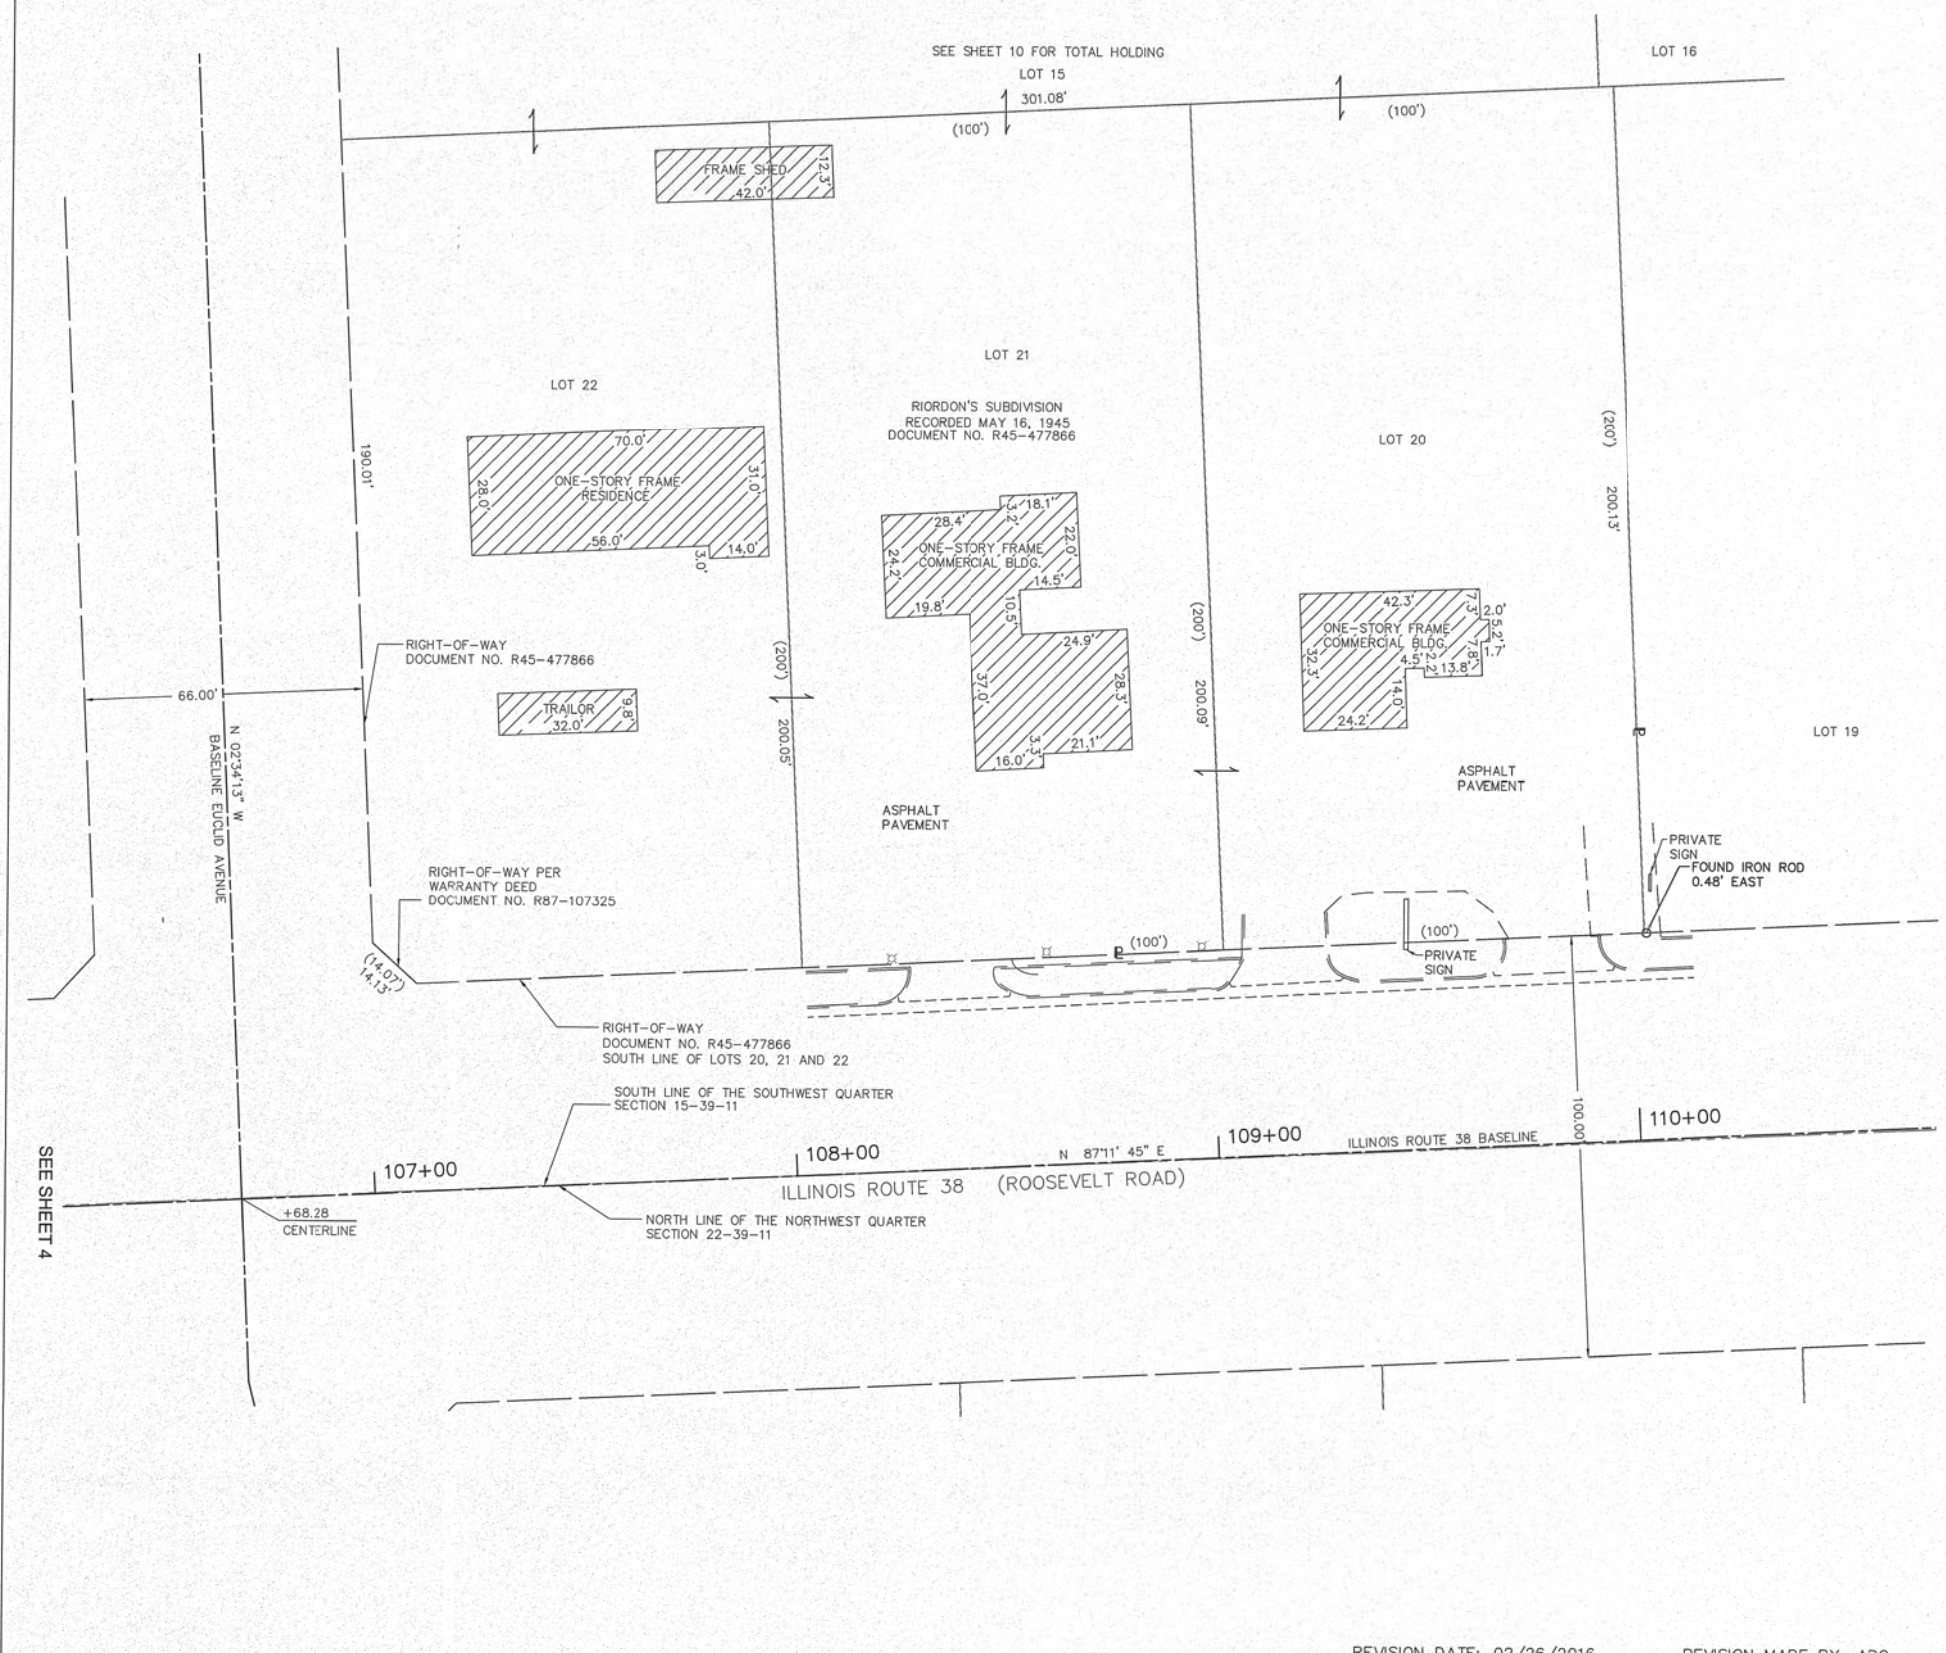 SEE SHEET 10 FOR TOTAL HOLDING
LOT 15
301.08'
LOT 16
(100')
(100')
FRAME SHED
12.3'
42.0'
LOT 21
LOT 22
RIORDON'S SUBDIVISION
RECORDED MAY 16, 1945
DOCUMENT NO. R45-477866
LOT 20
(200')
200.13'
190.01'
70.0'
ONE-STORY FRAME
RESIDENCE
28.0'
31.0'
56.0'
3.0'
14.0'
28.4'
3.2'
18.1'
ONE-STORY FRAME
COMMERCIAL BLDG.
24.2'
22.0'
14.5'
19.8'
10.5'
24.9'
37.0'
28.3'
3.3'
21.1'
16.0'
42.3'
7.3'
2.0'
5.2'
ONE-STORY FRAME
COMMERCIAL BLDG.
7.8'
1.7'
32.3'
4.5'
2.2'
13.8'
14.0'
24.2'
RIGHT-OF-WAY
DOCUMENT NO. R45-477866
66.00'
TRAILOR
32.0'
9.8'
(200')
200.05'
(200')
200.09'
LOT 19
N 02°34'13" W
BASELINE EUCLID AVENUE
ASPHALT
PAVEMENT
ASPHALT
PAVEMENT
PRIVATE
SIGN
FOUND IRON ROD
0.48' EAST
RIGHT-OF-WAY PER
WARRANTY DEED
DOCUMENT NO. R87-107325
(14.07')
14.13'
P
P
(100')
(100')
PRIVATE
SIGN
RIGHT-OF-WAY
DOCUMENT NO. R45-477866
SOUTH LINE OF LOTS 20, 21 AND 22
SOUTH LINE OF THE SOUTHWEST QUARTER
SECTION 15-39-11
100.00'
107+00
108+00
109+00
110+00
N 87°11' 45" E
ILLINOIS ROUTE 38 BASELINE
ILLINOIS ROUTE 38 (ROOSEVELT ROAD)
SEE SHEET 4
+68.28
CENTERLINE
NORTH LINE OF THE NORTHWEST QUARTER
SECTION 22-39-11
REVISION DATE: 02/26/2016
REVISION MADE BY: